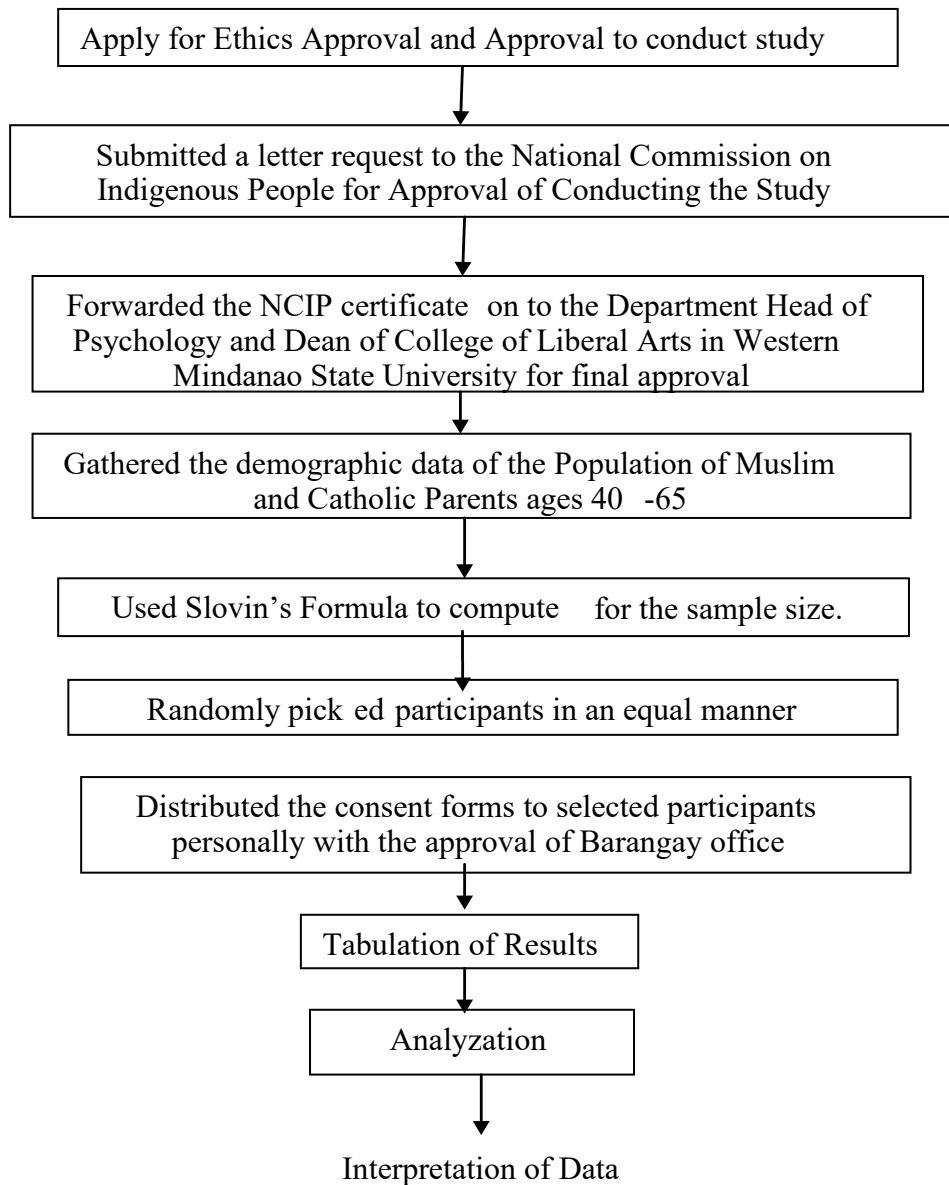 Apply for Ethics Approval and Approval to conduct study
Submitted a letter request to the National Commission on
Indigenous People for Approval of Conducting the Study
Forwarded the NCIP certificate on to the Department Head of
Psychology and Dean of College of Liberal Arts in Western
Mindanao State University for final approval
Gathered the demographic data of the Population of Muslim
and Catholic Parents ages 40 -65
Used Slovin’s Formula to compute for the sample size.
Randomly pick ed participants in an equal manner
Distributed the consent forms to selected participants
personally with the approval of Barangay office
Tabulation of Results
Analyzation
Interpretation of Data